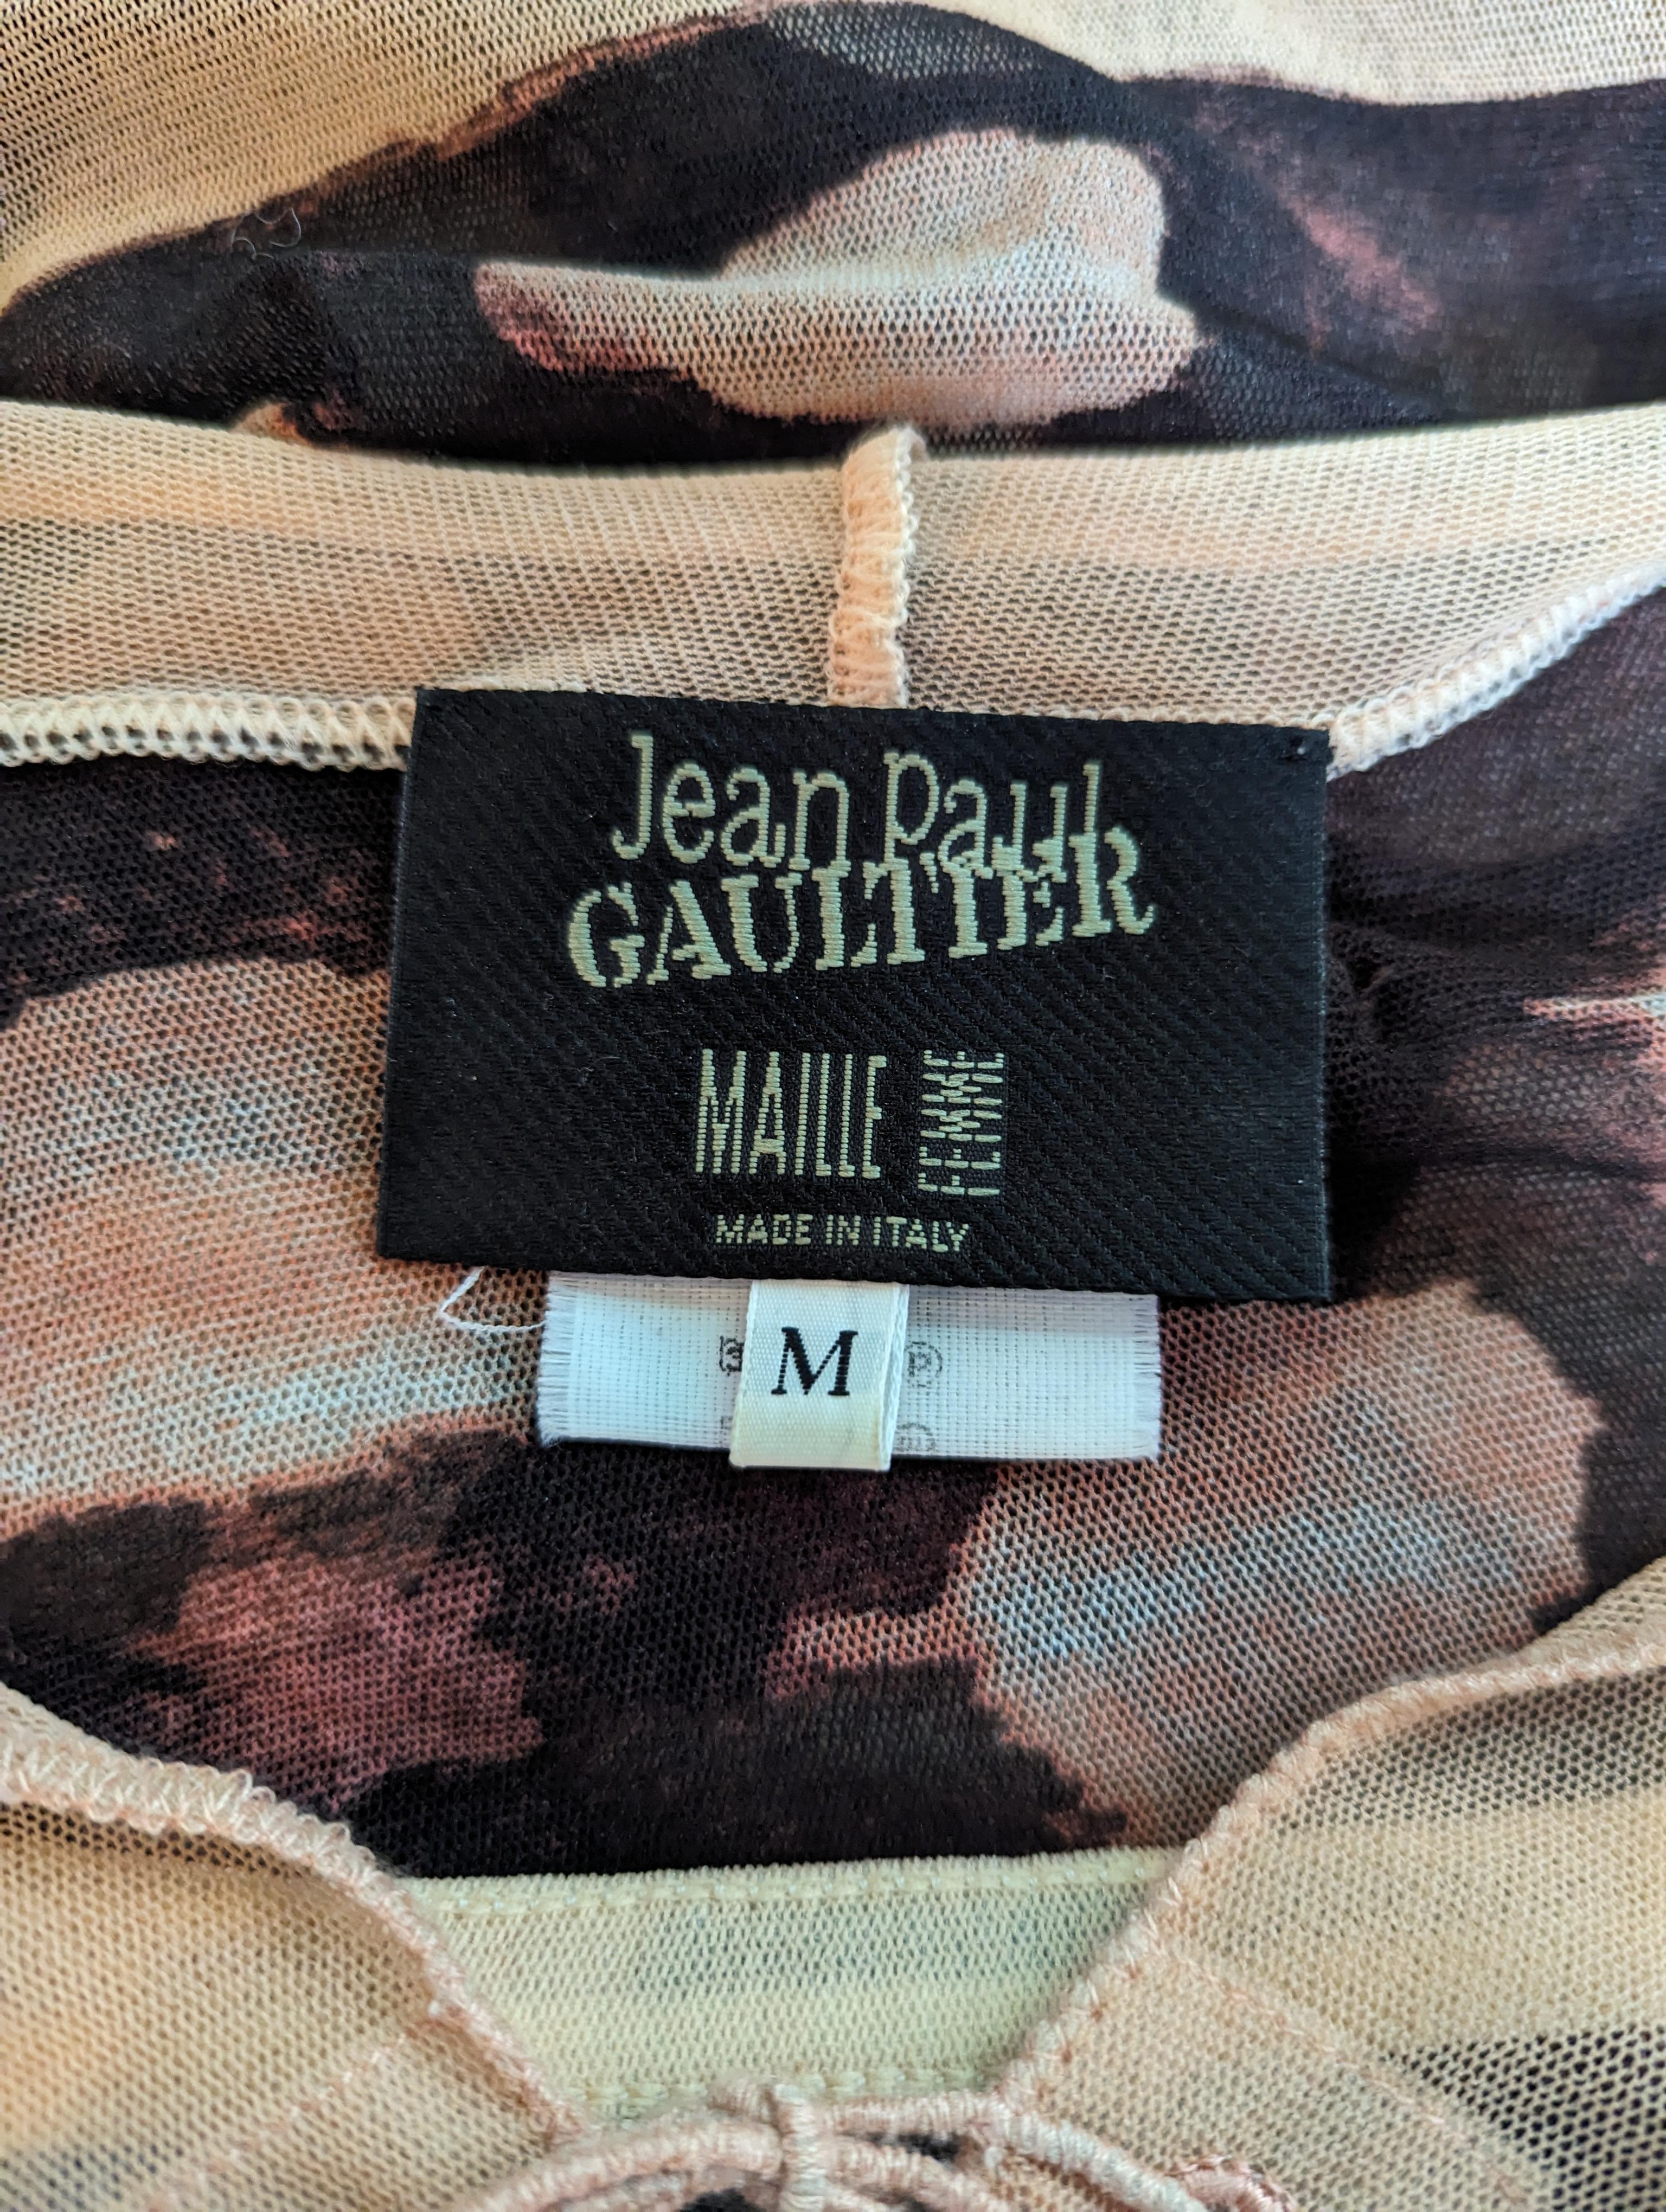 Jean Paul
GAULTIER
MAILLE FEMME
MADE IN ITALY
M
P